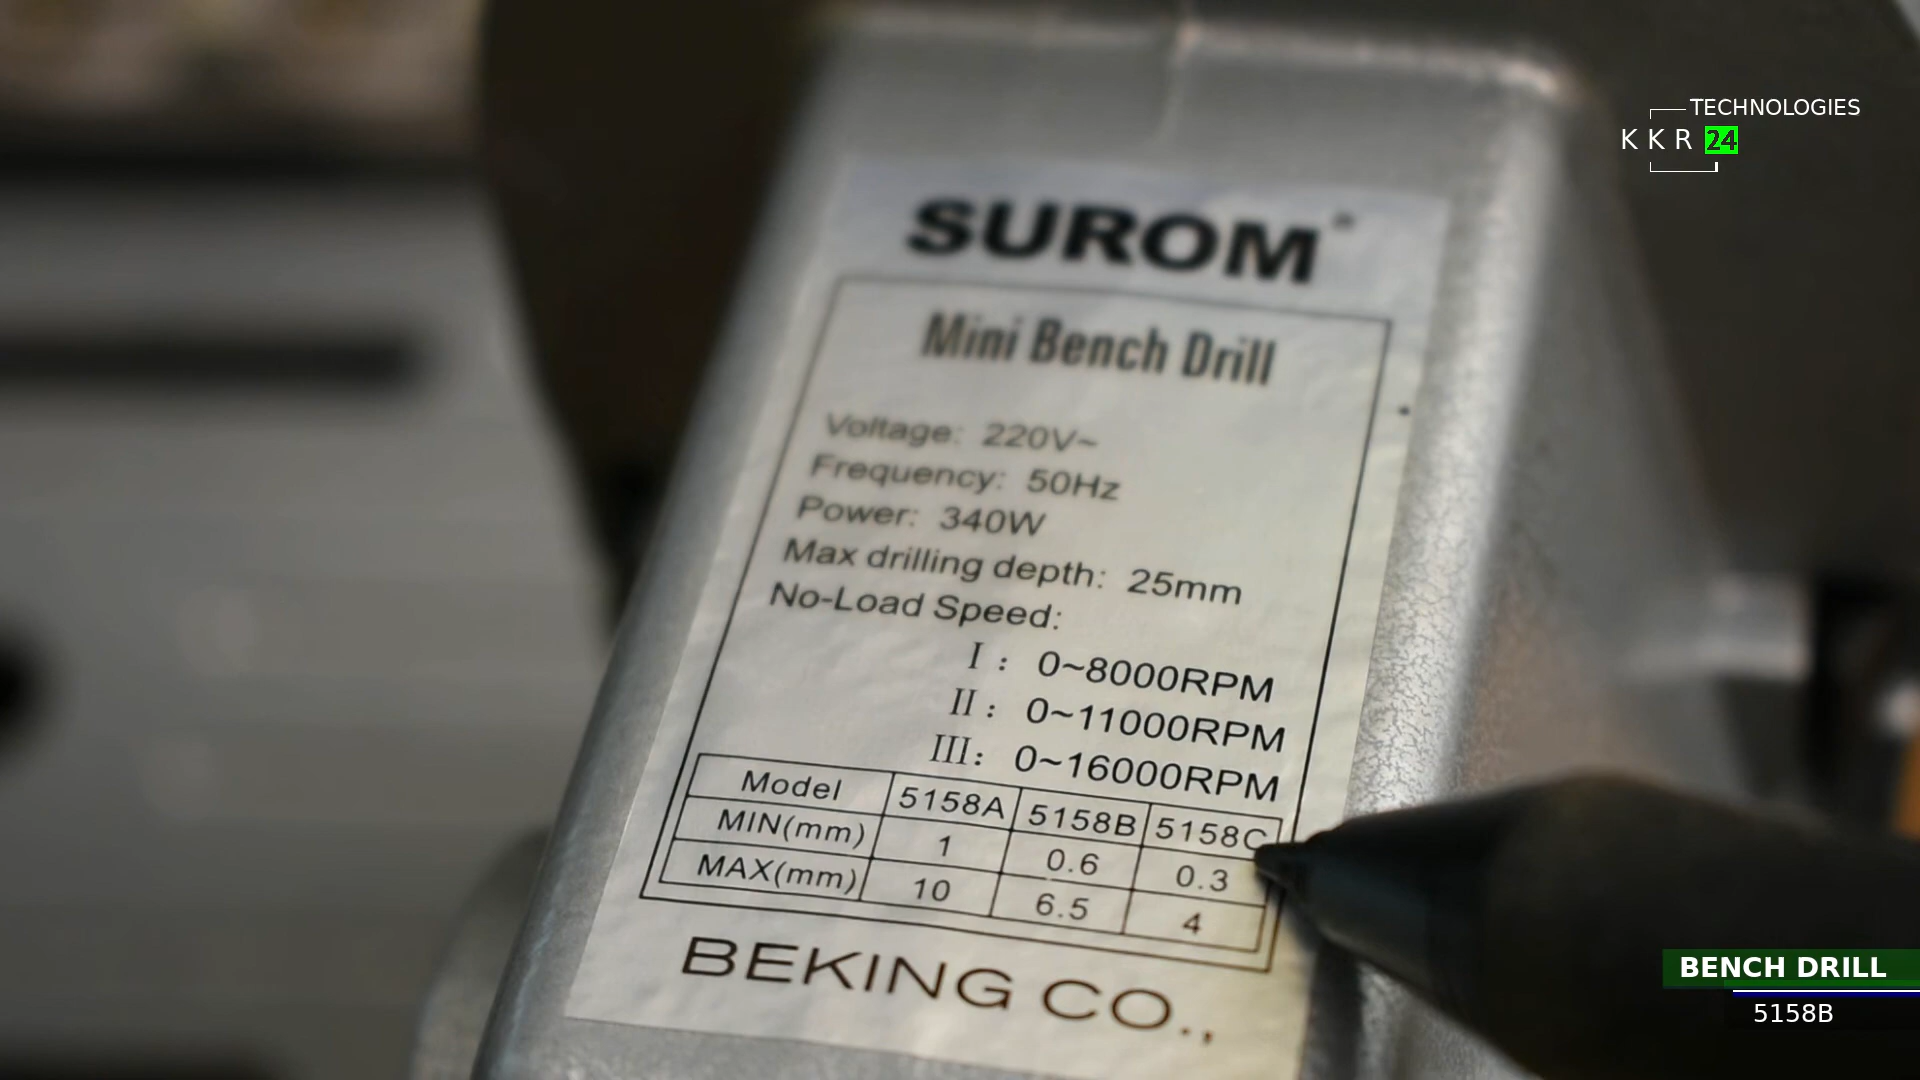 TECHNOLOGIES
K K R 24
SUROM
Mini Bench Drill
Voltage: 220V~
Frequency: 50Hz
Power: 340W
Max drilling depth: 25mm
No-Load Speed:
I : 0~8000RPM
II : 0~11000RPM
III: 0~16000RPM
Model 5158A 5158B 5158C
MIN(mm) 1 0.6 0.3
MAX(mm) 10 6.5 4
BEKING CO.,
BENCH DRILL
5158B